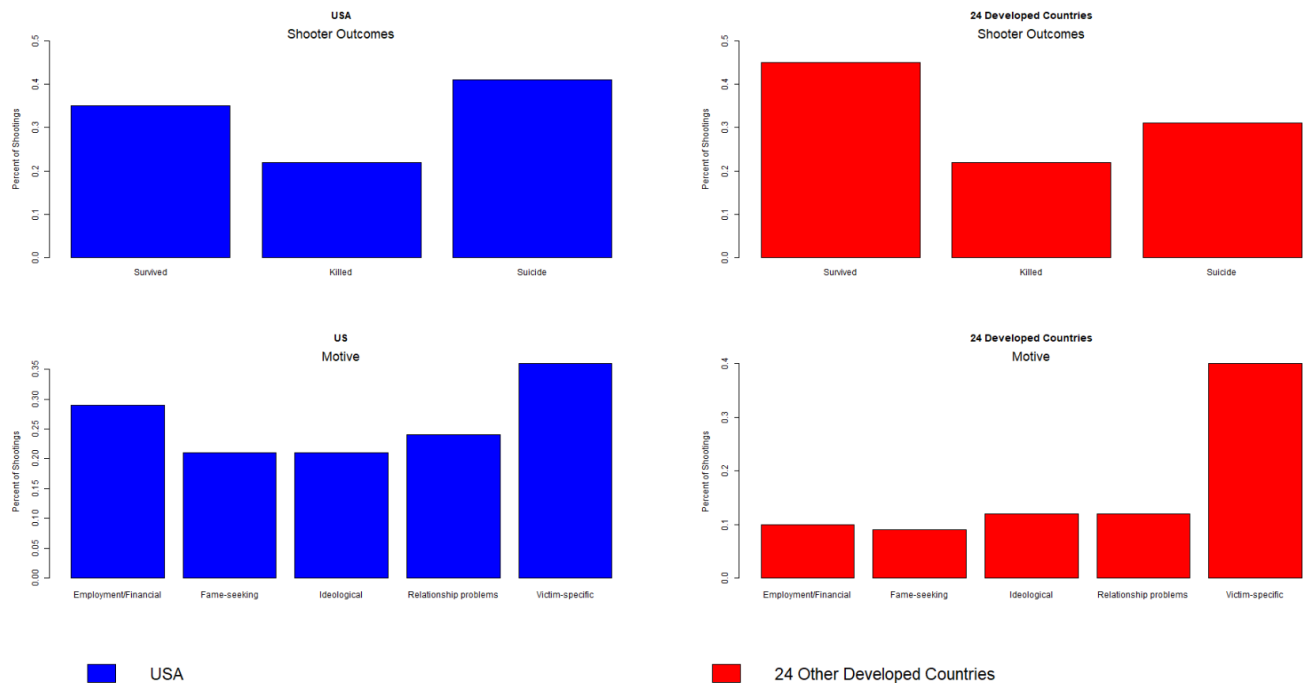 USA
Shooter Outcomes
Percent of Shootings
0.0
0.1
0.2
0.3
0.4
0.5
Survived
Killed
Suicide
24 Developed Countries
Shooter Outcomes
Percent of Shootings
0.0
0.1
0.2
0.3
0.4
0.5
Survived
Killed
Suicide
US
Motive
Percent of Shootings
0.00
0.05
0.10
0.15
0.20
0.25
0.30
0.35
Employment/Financial
Fame-seeking
Ideological
Relationship problems
Victim-specific
24 Developed Countries
Motive
Percent of Shootings
0.0
0.1
0.2
0.3
0.4
Employment/Financial
Fame-seeking
Ideological
Relationship problems
Victim-specific
USA
24 Other Developed Countries